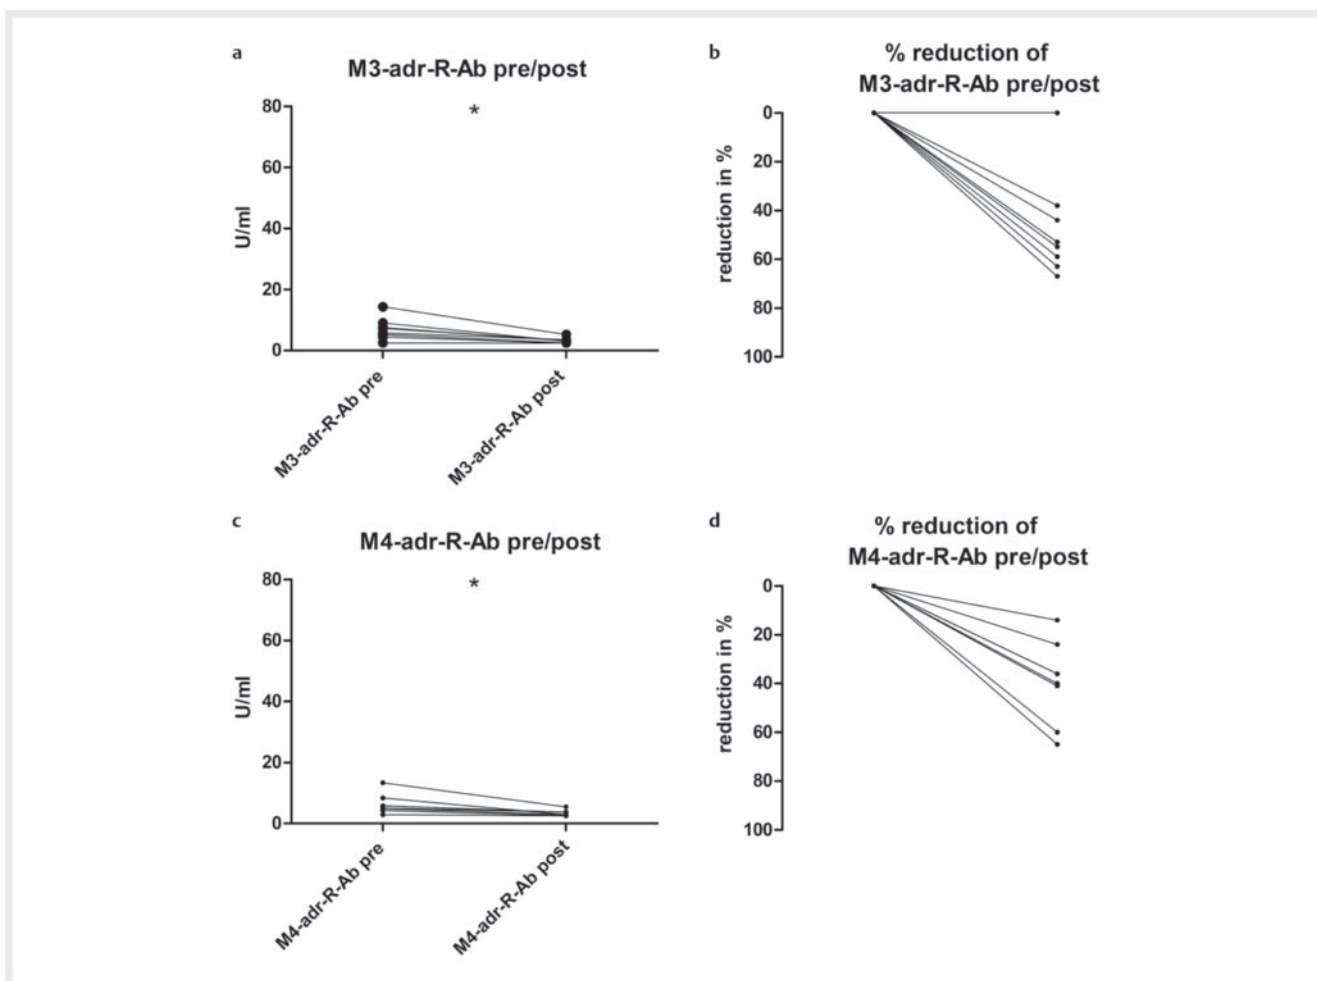 a
M3-adr-R-Ab pre/post
*
80
60
40
20
0
U/ml
M3-adr-R-Ab pre
M3-adr-R-Ab post
b
% reduction of
M3-adr-R-Ab pre/post
0
20
40
60
80
100
reduction in %
c
M4-adr-R-Ab pre/post
*
80
60
40
20
0
U/ml
M4-adr-R-Ab pre
M4-adr-R-Ab post
d
% reduction of
M4-adr-R-Ab pre/post
0
20
40
60
80
100
reduction in %